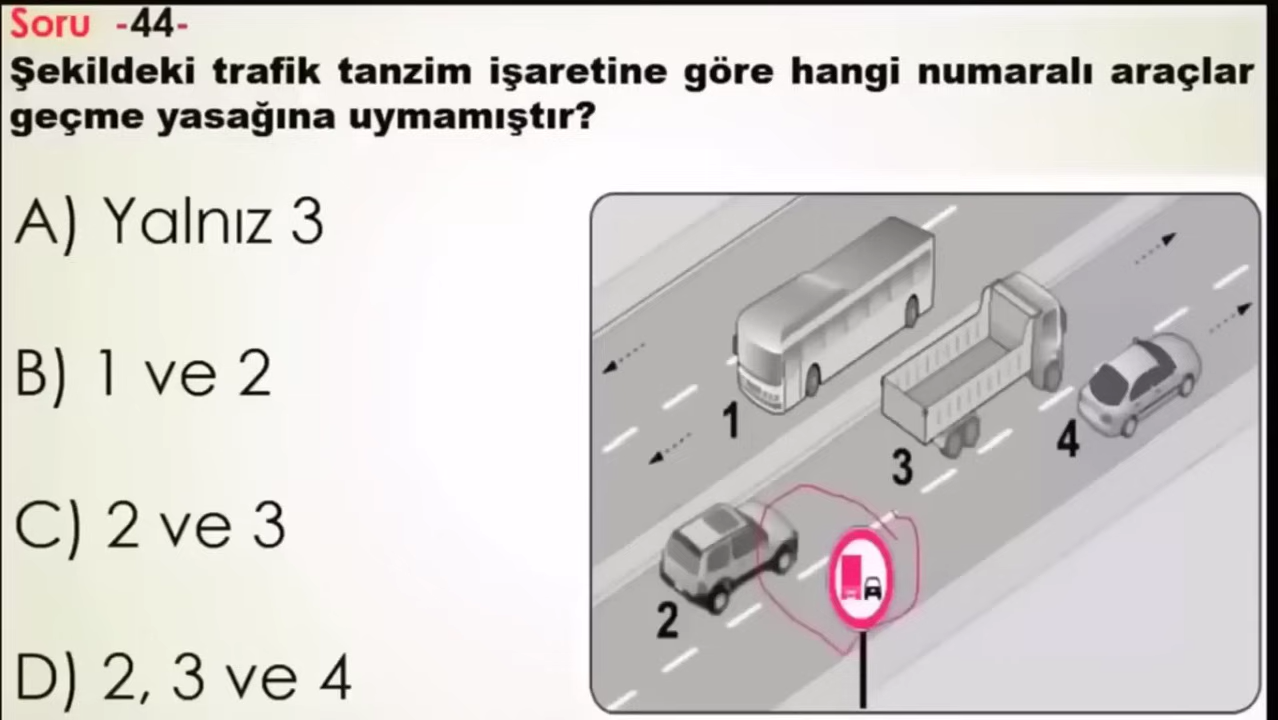 Soru -44-
Şekildeki trafik tanzim işaretine göre hangi numaralı araçlar
geçme yasağına uymamıştır?
A) Yalnız 3
B) 1 ve 2
C) 2 ve 3
D) 2, 3 ve 4
1
3
4
2